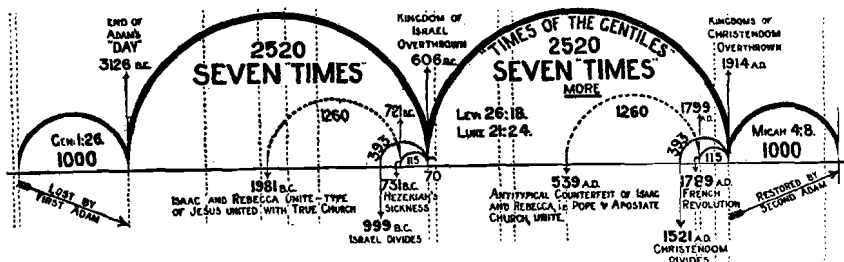 END OF
ADAM'S
"DAY"
3126 B.C.
2520
SEVEN "TIMES"
KINGDOM OF
ISRAEL
OVERTHROWN
606 B.C.
"TIMES OF THE GENTILES"
2520
SEVEN "TIMES"
MORE
KINGDOMS OF
CHRISTENDOM
OVERTHROWN
1914 A.D.
GEN. 1:26.
1000
1260
721 B.C.
393
115
LEV. 26:18.
LUKE 21:24.
1260
1799
A.D.
393
115
MICAH 4:8.
1000
LOST BY
FIRST ADAM
1981 B.C.
ISAAC AND REBECCA UNITE-TYPE
OF JESUS UNITED WITH TRUE CHURCH
731 B.C.
HEZEKIAH'S
SICKNESS
70
999 B.C.
ISRAEL DIVIDES
539 A.D.
ANTITYPICAL COUNTERFEIT OF ISAAC
AND REBECCA, i.e. POPE & APOSTATE
CHURCH, UNITE.
1789 A.D.
FRENCH
REVOLUTION
1521 A.D.
CHRISTENDOM
DIVIDES
RESTORED BY
SECOND ADAM